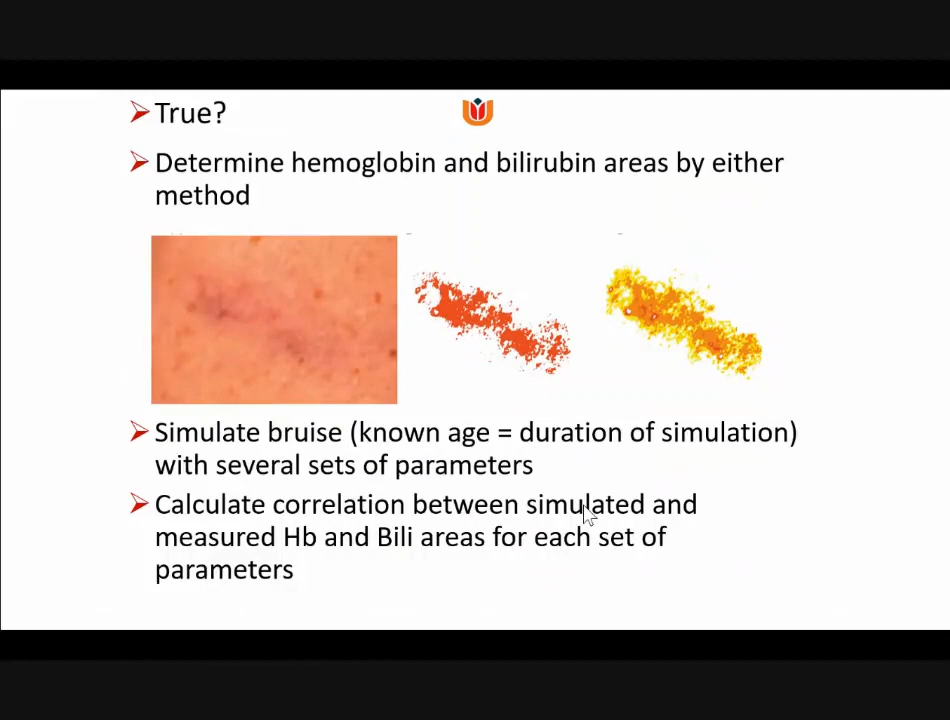 True?
Determine hemoglobin and bilirubin areas by either
method
Simulate bruise (known age = duration of simulation)
with several sets of parameters
Calculate correlation between simulated and
measured Hb and Bili areas for each set of
parameters